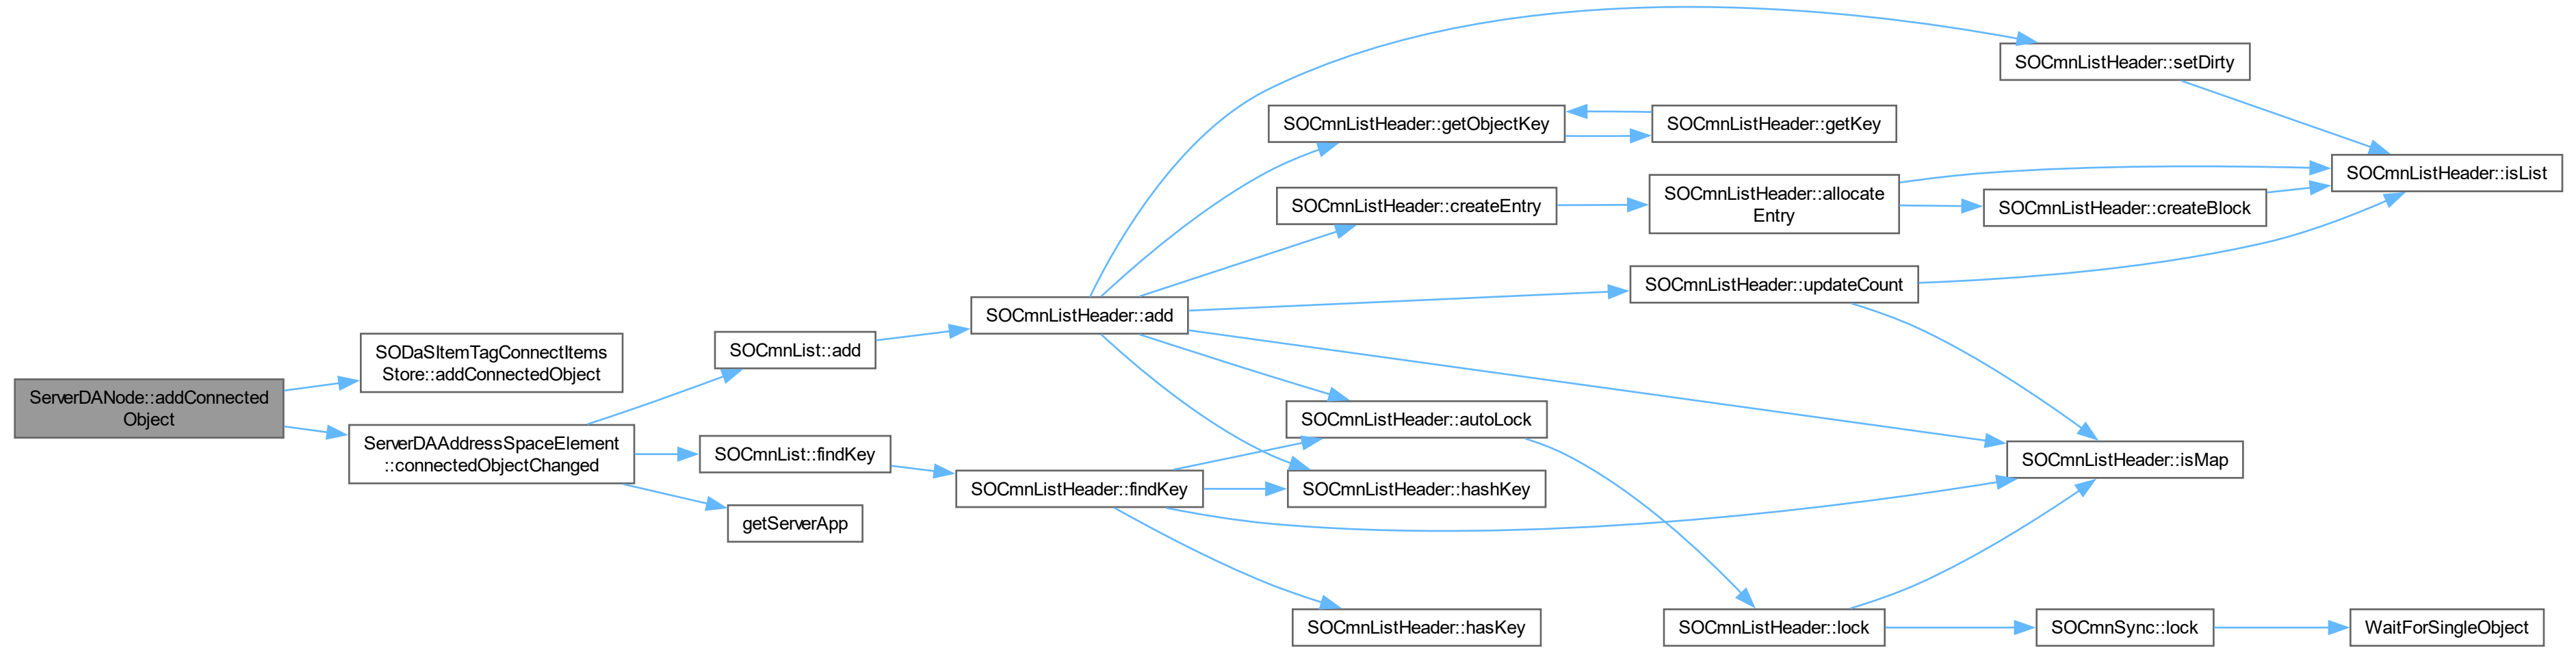 ServerDANode::addConnected
Object
SODaSItemTagConnectItems
Store::addConnectedObject
ServerDAAddressSpaceElement
::connectedObjectChanged
SOCmnList::add
SOCmnList::findKey
getServerApp
SOCmnListHeader::add
SOCmnListHeader::findKey
SOCmnListHeader::getObjectKey
SOCmnListHeader::createEntry
SOCmnListHeader::autoLock
SOCmnListHeader::hashKey
SOCmnListHeader::hasKey
SOCmnListHeader::getKey
SOCmnListHeader::allocate
Entry
SOCmnListHeader::updateCount
SOCmnListHeader::lock
SOCmnListHeader::setDirty
SOCmnListHeader::createBlock
SOCmnListHeader::isMap
SOCmnSync::lock
SOCmnListHeader::isList
WaitForSingleObject